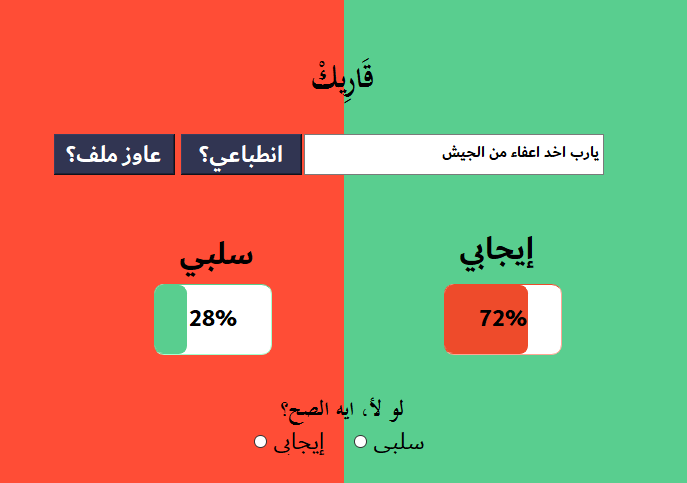 قَارِيكْ
يارب اخد اعفاء من الجيش
انطباعي؟
عاوز ملف؟
إيجابي
سلبي
72%
28%
لو لأ، ايه الصح؟
سلبى
إيجابى